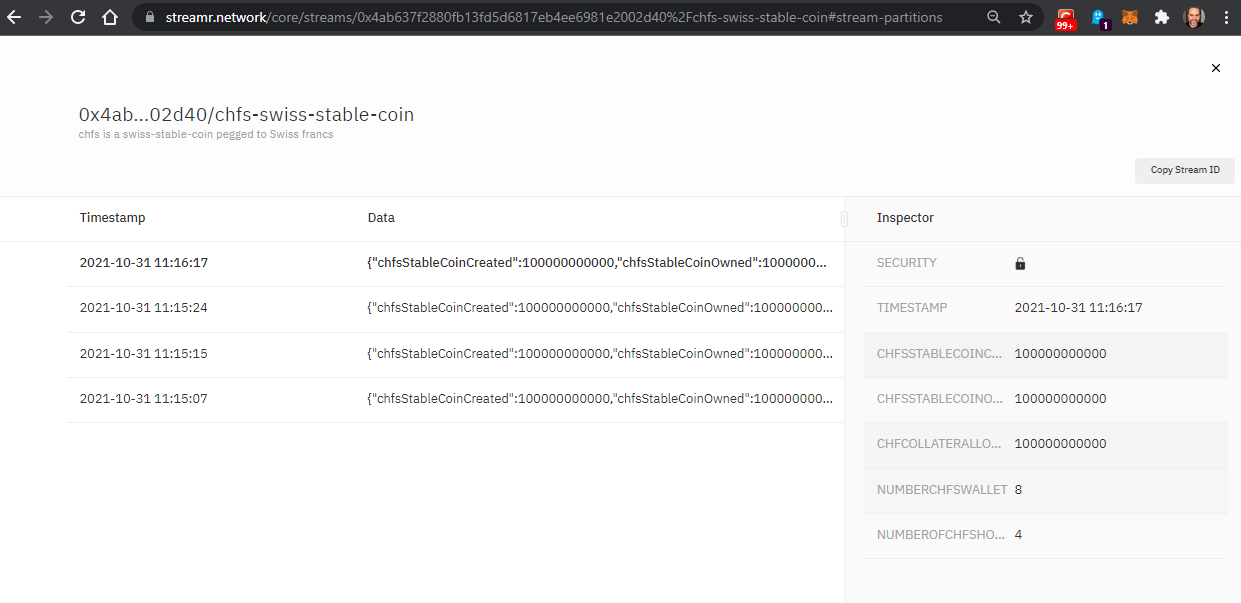 streamr.network/core/streams/0x4ab637f2880fb13fd5d6817eb4ee6981e2002d40%2Fchfs-swiss-stable-coin#stream-partitions
99+
1
0x4ab...02d40/chfs-swiss-stable-coin
chfs is a swiss-stable-coin pegged to Swiss francs
Copy Stream ID
Timestamp Data Inspector
2021-10-31 11:16:17 {"chfsStableCoinCreated":100000000000,"chfsStableCoinOwned":1000000... SECURITY
2021-10-31 11:15:24 {"chfsStableCoinCreated":100000000000,"chfsStableCoinOwned":100000000... TIMESTAMP 2021-10-31 11:16:17
2021-10-31 11:15:15 {"chfsStableCoinCreated":100000000000,"chfsStableCoinOwned":100000000... CHFSSTABLECOINC... 100000000000
2021-10-31 11:15:07 {"chfsStableCoinCreated":100000000000,"chfsStableCoinOwned":100000000... CHFSSTABLECOINO... 100000000000
CHFCOLLATERALLO... 100000000000
NUMBERCHFSWALLET 8
NUMBEROFCHFSHO... 4